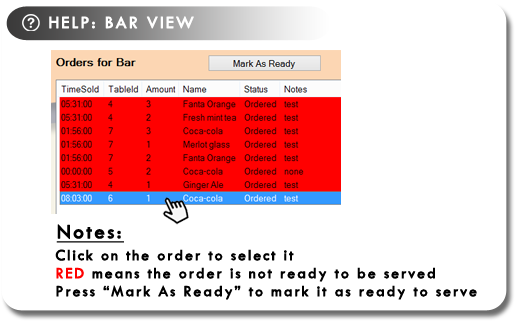 ? HELP: BAR VIEW
Orders for Bar Mark As Ready
TimeSold TableId Amount Name Status Notes
05:31:00 4 3 Fanta Orange Ordered test
05:31:00 4 2 Fresh mint tea Ordered test
01:56:00 7 3 Coca-cola Ordered test
01:56:00 7 1 Merlot glass Ordered test
01:56:00 7 2 Fanta Orange Ordered test
00:00:00 5 2 Coca-cola Ordered none
05:31:00 4 1 Ginger Ale Ordered test
08:03:00 6 1 Coca-cola Ordered test
Notes:
Click on the order to select it
RED means the order is not ready to be served
Press “Mark As Ready” to mark it as ready to serve